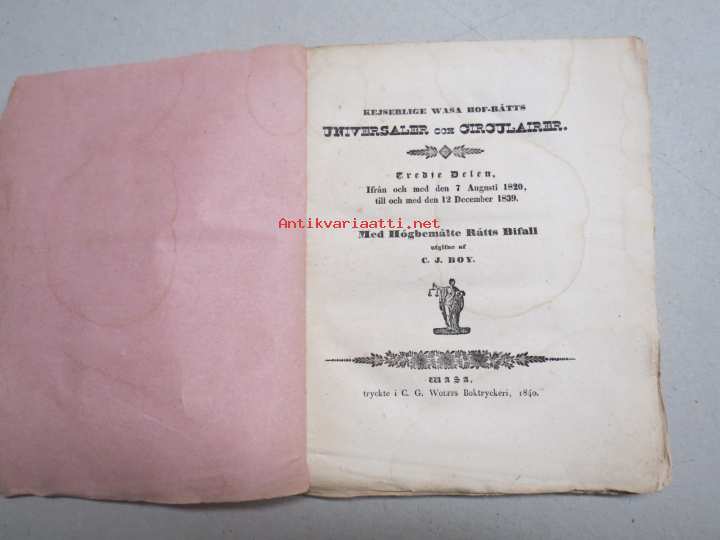 KEJSERLIGE WASA HOF-RÄTTS
UNIVERSALER OCH CIRCULAIRER.
Tredje Delen,
Ifrån och med den 7 Augusti 1820,
till och med den 12 December 1839.
Antikvariaatti.net
Med Högbemälte Rätts Bifall
utgifne af
C. J. BOY.
WASA,
tryckte i C. G. WOLFFS Boktryckeri, 1840.